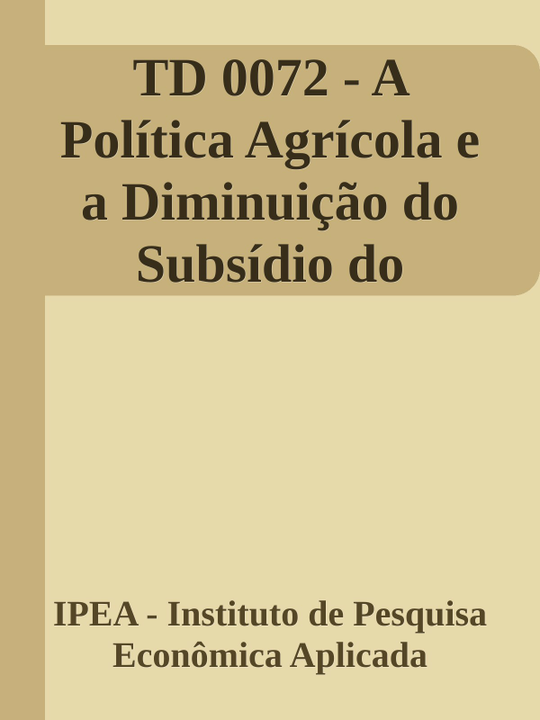 TD 0072 - A
Política Agrícola e
a Diminuição do
Subsídio do
IPEA - Instituto de Pesquisa
Econômica Aplicada